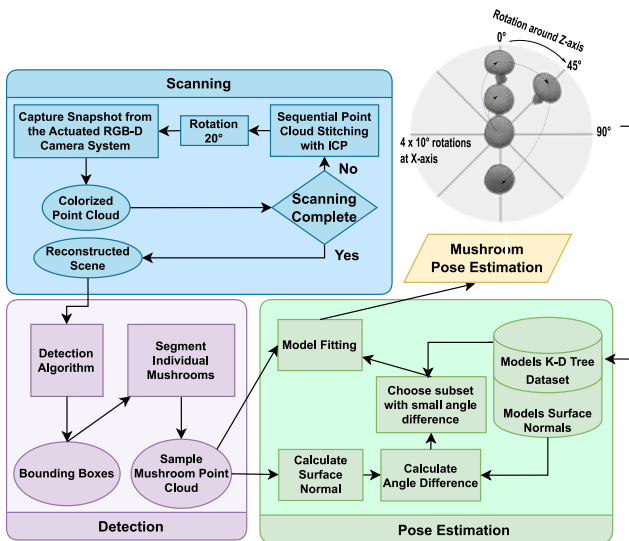 Rotation around Z-axis
0°
45°
90°
4 x 10° rotations
at X-axis
Scanning
Capture Snapshot from
the Actuated RGB-D
Camera System
Rotation
20°
Sequential Point
Cloud Stitching
with ICP
No
Colorized
Point Cloud
Scanning
Complete
Yes
Reconstructed
Scene
Mushroom
Pose Estimation
Detection
Algorithm
Segment
Individual
Mushrooms
Bounding Boxes
Sample
Mushroom Point
Cloud
Detection
Model Fitting
Models K-D Tree
Dataset
Models Surface
Normals
Choose subset
with small angle
difference
Calculate
Surface
Normal
Calculate
Angle Difference
Pose Estimation